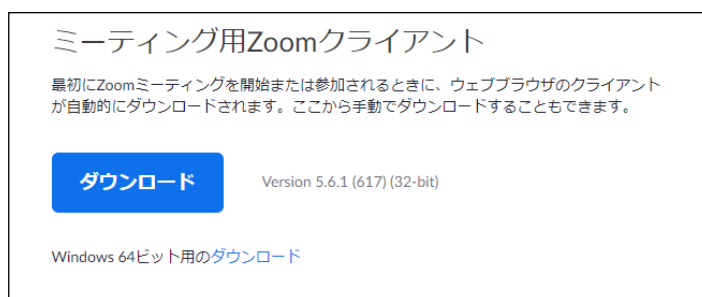 ミーティング用Zoomクライアント
最初にZoomミーティングを開始または参加されるときに、ウェブブラウザのクライアント
が自動的にダウンロードされます。ここから手動でダウンロードすることもできます。
ダウンロード Version 5.6.1 (617) (32-bit)
Windows 64ビット用のダウンロード